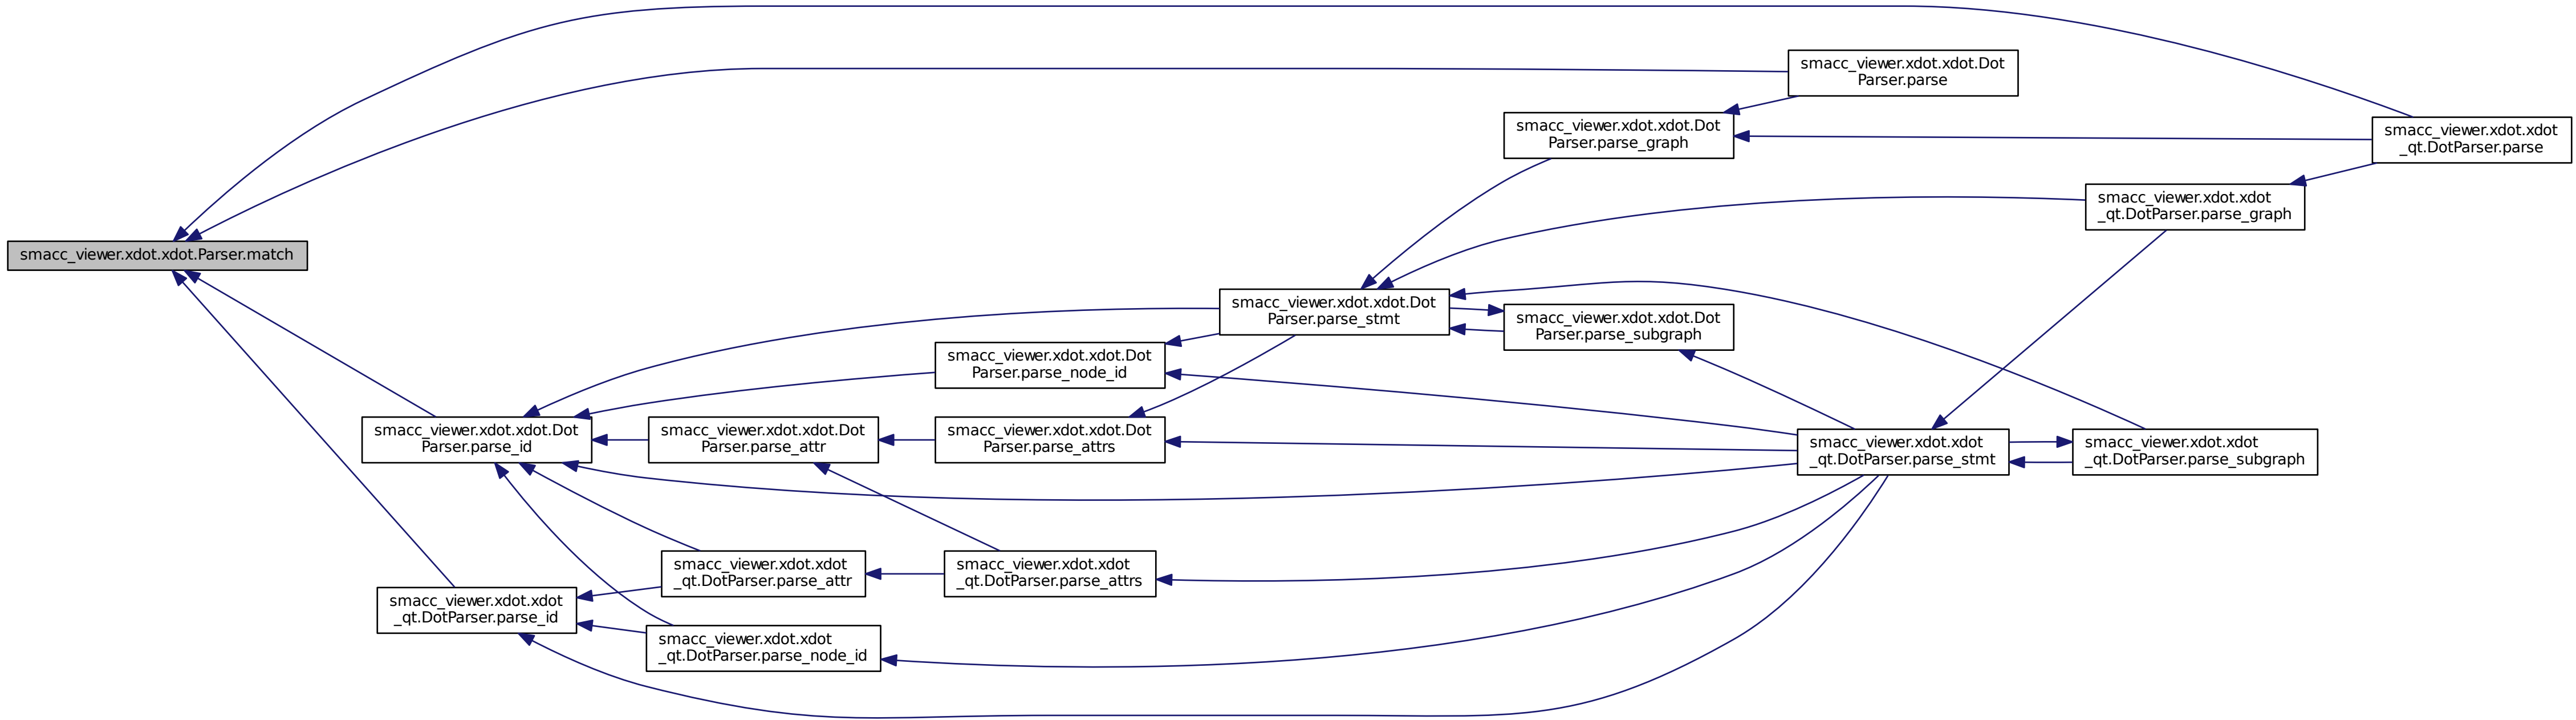 smacc_viewer.xdot.xdot.Dot
Parser.parse
smacc_viewer.xdot.xdot.Dot
Parser.parse_graph
smacc_viewer.xdot.xdot
_qt.DotParser.parse
smacc_viewer.xdot.xdot
_qt.DotParser.parse_graph
smacc_viewer.xdot.xdot.Parser.match
smacc_viewer.xdot.xdot.Dot
Parser.parse_stmt
smacc_viewer.xdot.xdot.Dot
Parser.parse_subgraph
smacc_viewer.xdot.xdot.Dot
Parser.parse_node_id
smacc_viewer.xdot.xdot.Dot
Parser.parse_id
smacc_viewer.xdot.xdot.Dot
Parser.parse_attr
smacc_viewer.xdot.xdot.Dot
Parser.parse_attrs
smacc_viewer.xdot.xdot
_qt.DotParser.parse_stmt
smacc_viewer.xdot.xdot
_qt.DotParser.parse_subgraph
smacc_viewer.xdot.xdot
_qt.DotParser.parse_attr
smacc_viewer.xdot.xdot
_qt.DotParser.parse_attrs
smacc_viewer.xdot.xdot
_qt.DotParser.parse_id
smacc_viewer.xdot.xdot
_qt.DotParser.parse_node_id